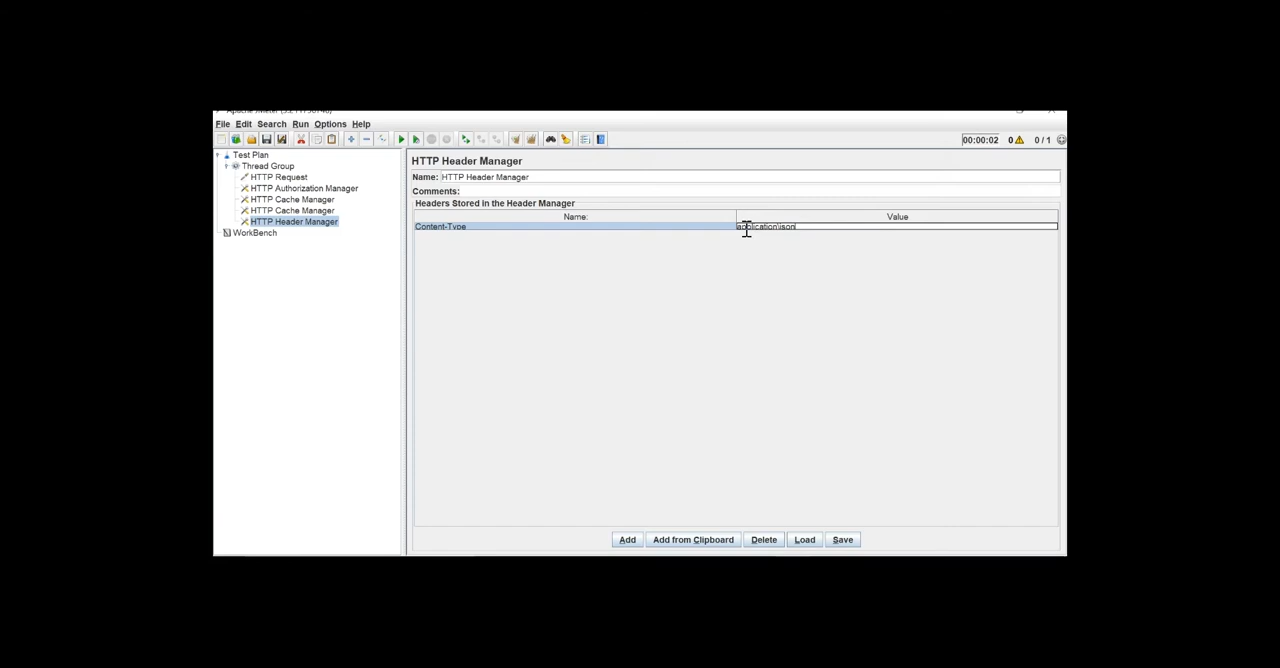 File Edit Search Run Options Help
00:00:02 0 0 / 1
Test Plan
Thread Group
HTTP Request
HTTP Authorization Manager
HTTP Cache Manager
HTTP Cache Manager
HTTP Header Manager
WorkBench
HTTP Header Manager
Name: HTTP Header Manager
Comments:
Headers Stored in the Header Manager
Name: Value
Content-Type application\json
Add Add from Clipboard Delete Load Save